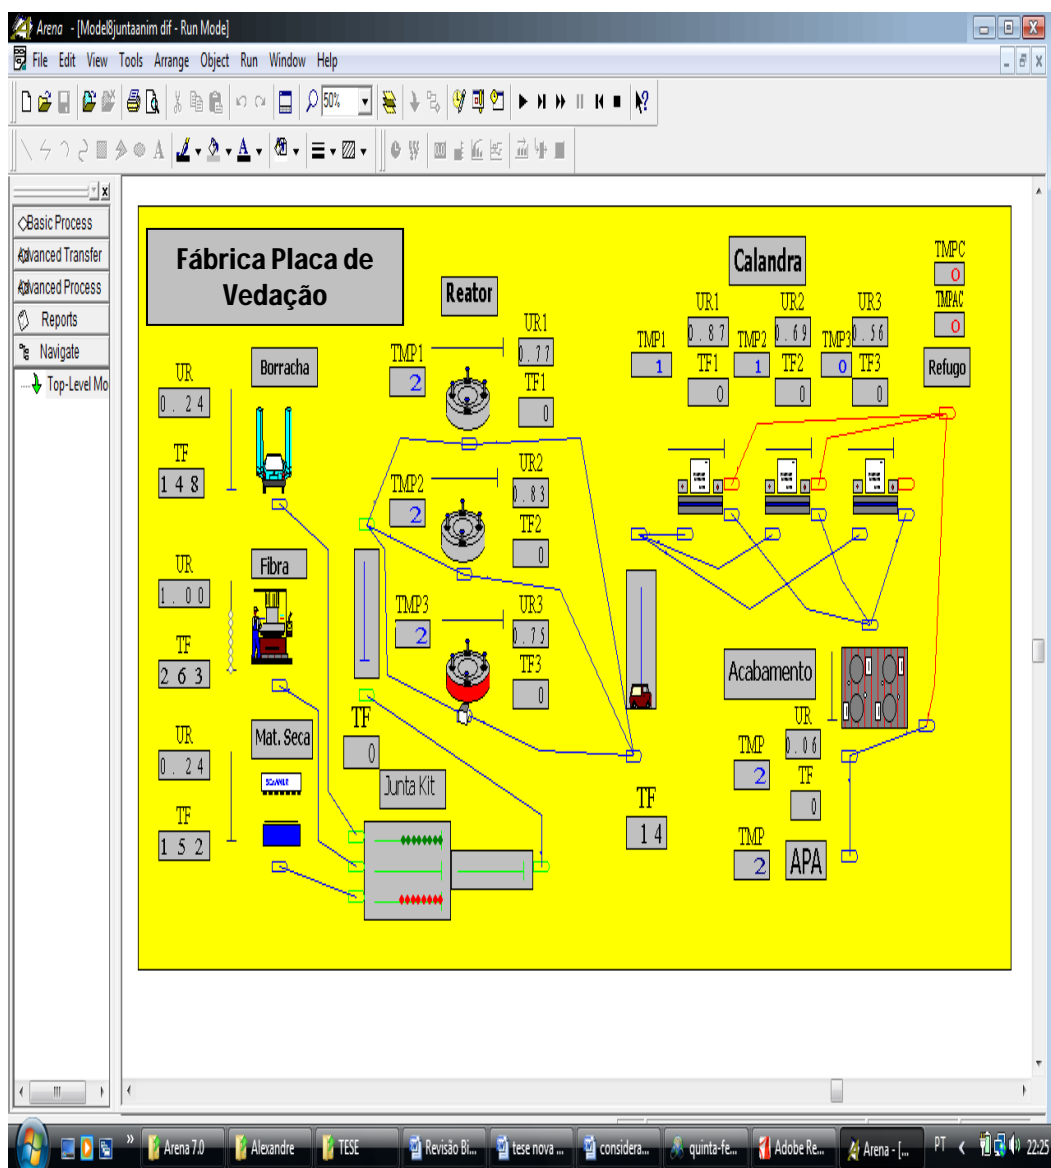 Arena - [Model8juntaanim dif - Run Mode]
File Edit View Tools Arrange Object Run Window Help
50%
Basic Process
Advanced Transfer
Advanced Process
Reports
Navigate
Top-Level Mo
Fábrica Placa de
Vedação
Reator
Calandra
TMPC
0
TMPAC
0
Refugo
UR1
0.87
TMP1
1
TF1
0
UR2
0.69
TMP2
1
TF2
0
UR3
0.56
TMP3
0
TF3
0
UR1
0.77
TMP1
2
TF1
0
UR2
0.83
TMP2
2
TF2
0
UR3
0.75
TMP3
2
TF3
0
Borracha
UR
0.24
TF
148
Fibra
UR
1.00
TF
263
Mat. Seca
UR
0.24
TF
152
TF
0
Junta Kit
TF
14
Acabamento
UR
0.06
TMP
2
TF
0
TMP
2
APA
Arena 7.0
Alexandre
TESE
Revisão Bi...
tese nova ...
considera...
quinta-fe...
Adobe Re...
Arena - [...
PT
22:25